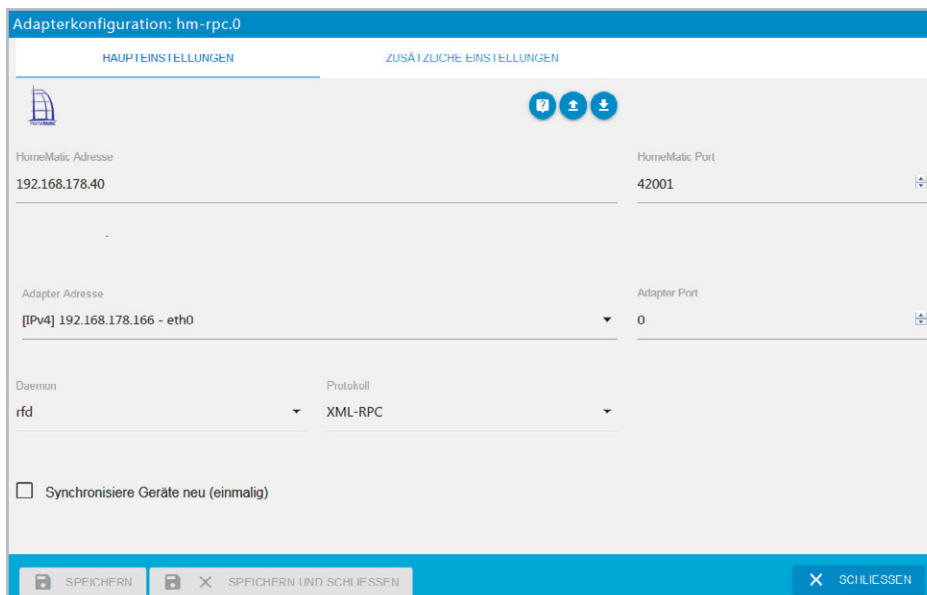 Adapterkonfiguration: hm-rpc.0
HAUPTEINSTELLUNGEN
ZUSÄTZLICHE EINSTELLUNGEN
HomeMatic Adresse
HomeMatic Port
192.168.178.40
42001
Adapter Adresse
Adapter Port
[IPv4] 192.168.178.166 - eth0
0
Daemon
Protokoll
rfd
XML-RPC
Synchronisiere Geräte neu (einmalig)
SPEICHERN
SPEICHERN UND SCHLIESSEN
SCHLIESSEN